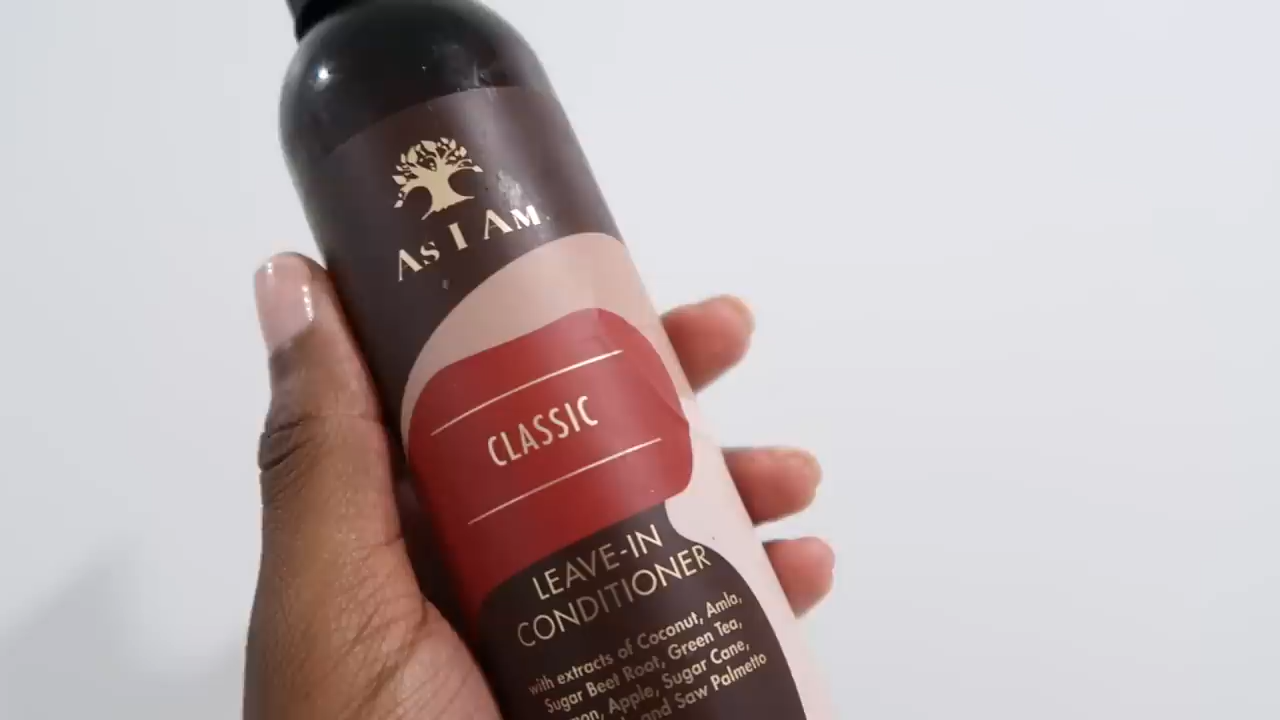 As I Am
CLASSIC
LEAVE-IN
CONDITIONER
with extracts of Coconut, Amla,
Sugar Beet Root, Green Tea,
Apple, Sugar Cane,
and Saw Palmetto